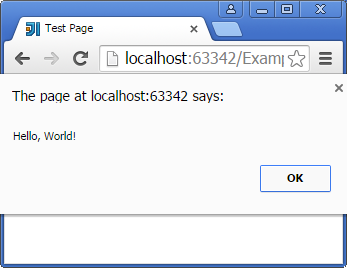 Test Page
localhost:63342/Examp
The page at localhost:63342 says:
Hello, World!
OK